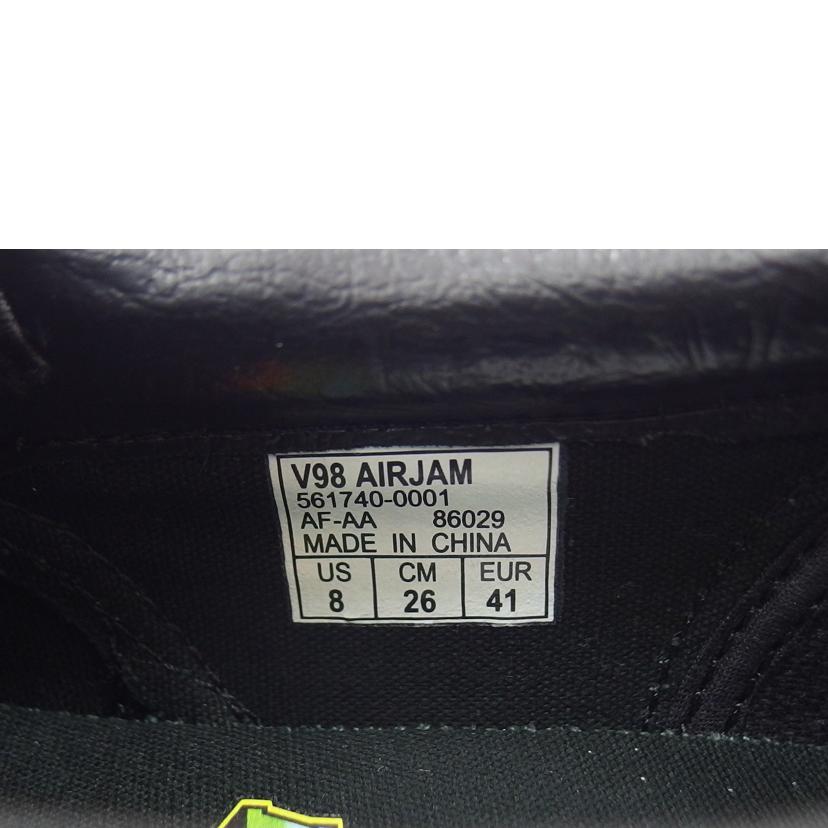 V98 AIRJAM
561740-0001
AF-AA 86029
MADE IN CHINA
US CM EUR
8 26 41